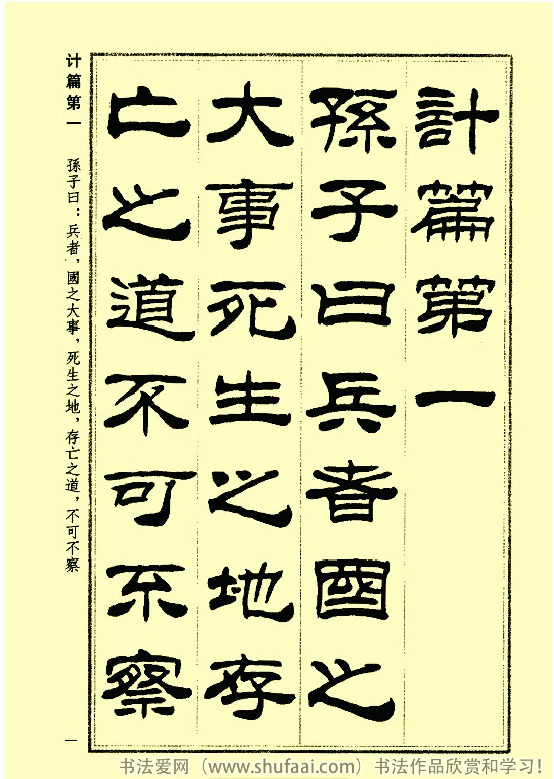 計篇第一
孫子曰兵者國之
大事死生之地存
亡之道不可不察
计篇第一 孫子曰：兵者，國之大事，死生之地，存亡之道，不可不察
一
书法爱网（www.shufaai.com）书法作品欣赏和学习！